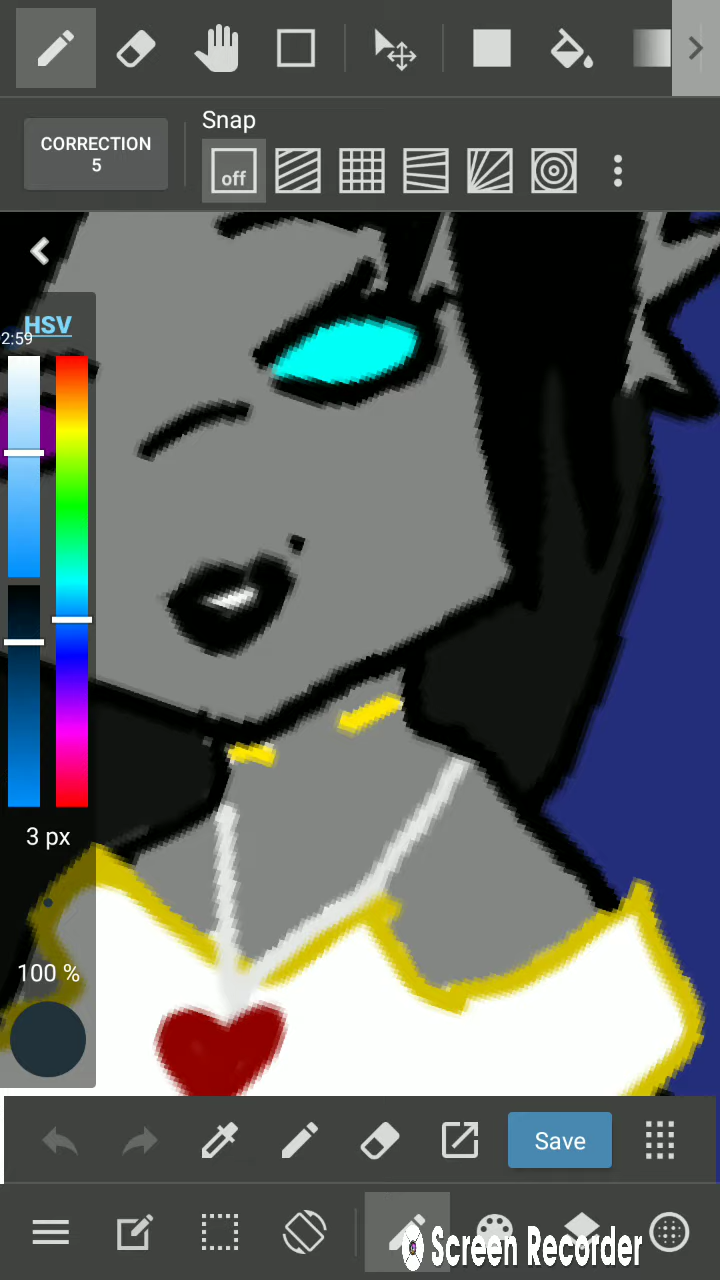 Snap
CORRECTION
5
off
HSV
2:59
3 px
100 %
Save
Screen Recorder